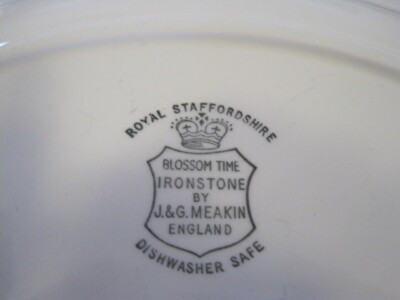 ROYAL STAFFORDSHIRE
BLOSSOM TIME
IRONSTONE
BY
J.&G. MEAKIN
ENGLAND
DISHWASHER SAFE